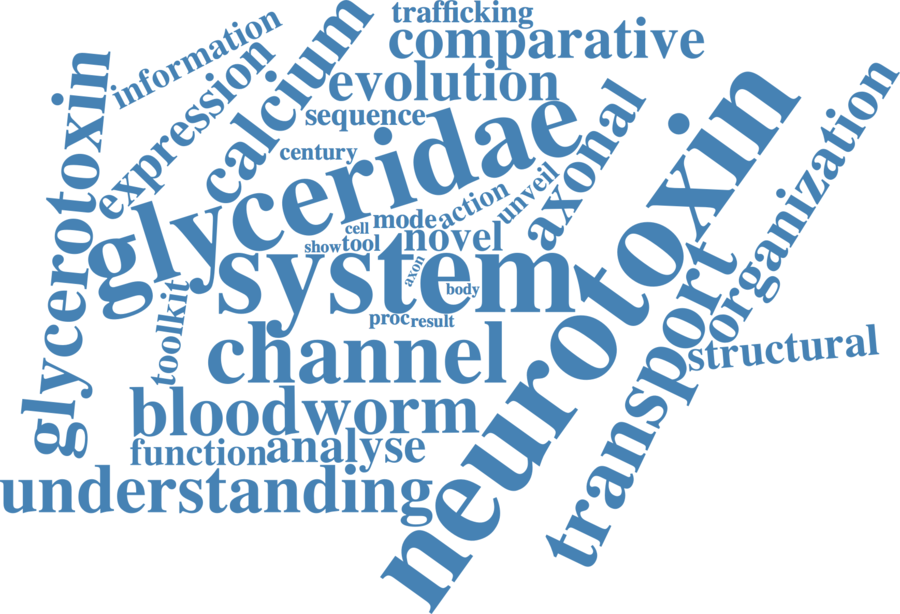 trafficking
information
comparative
calcium
expression
evolution
glycerotoxin
sequence
century
glyceridae
axonal
neurotoxin
organization
unveil
action
mode
cell
novel
show
tool
system
axon
body
toolkit
proc
result
transport
channel
structural
bloodworm
function
analyse
understanding